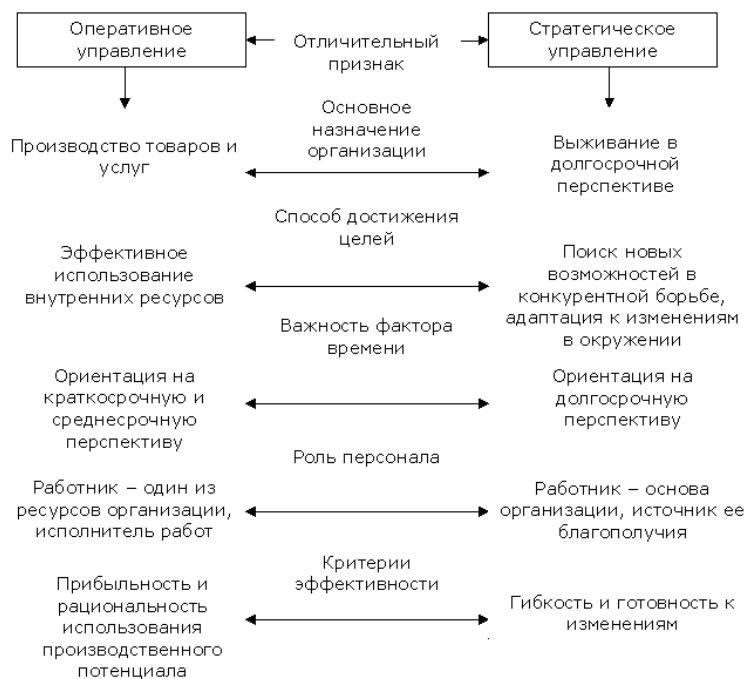 Оперативное
управление
Отличительный
признак
Стратегическое
управление
Основное
назначение
организации
Производство товаров и
услуг
Выживание в
долгосрочной
перспективе
Способ достижения
целей
Эффективное
использование
внутренних ресурсов
Поиск новых
возможностей в
конкурентной борьбе,
адаптация к изменениям
в окружении
Важность фактора
времени
Ориентация на
краткосрочную и
среднесрочную
перспективу
Ориентация на
долгосрочную
перспективу
Роль персонала
Работник – один из
ресурсов организации,
исполнитель работ
Работник – основа
организации, источник ее
благополучия
Критерии
эффективности
Прибыльность и
рациональность
использования
производственного
потенциала
Гибкость и готовность к
изменениям